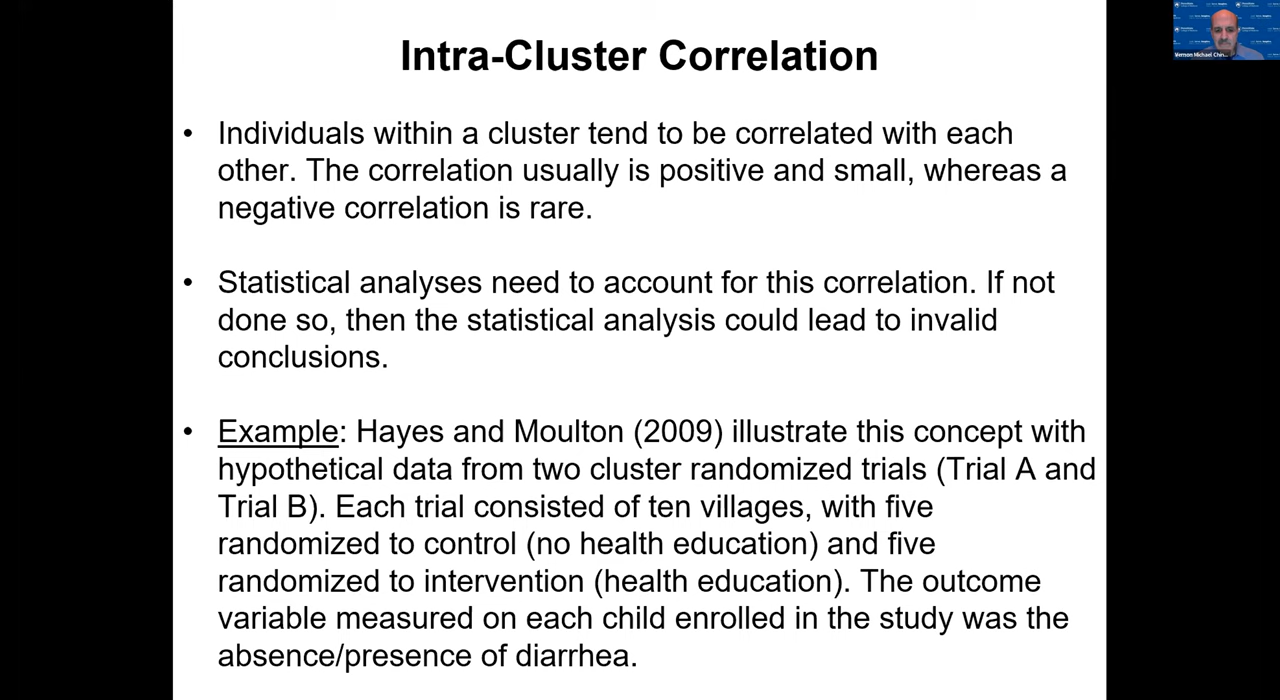 Intra-Cluster Correlation
• Individuals within a cluster tend to be correlated with each
other. The correlation usually is positive and small, whereas a
negative correlation is rare.
• Statistical analyses need to account for this correlation. If not
done so, then the statistical analysis could lead to invalid
conclusions.
• Example: Hayes and Moulton (2009) illustrate this concept with
hypothetical data from two cluster randomized trials (Trial A and
Trial B). Each trial consisted of ten villages, with five
randomized to control (no health education) and five
randomized to intervention (health education). The outcome
variable measured on each child enrolled in the study was the
absence/presence of diarrhea.
Vernon Michael Chin...